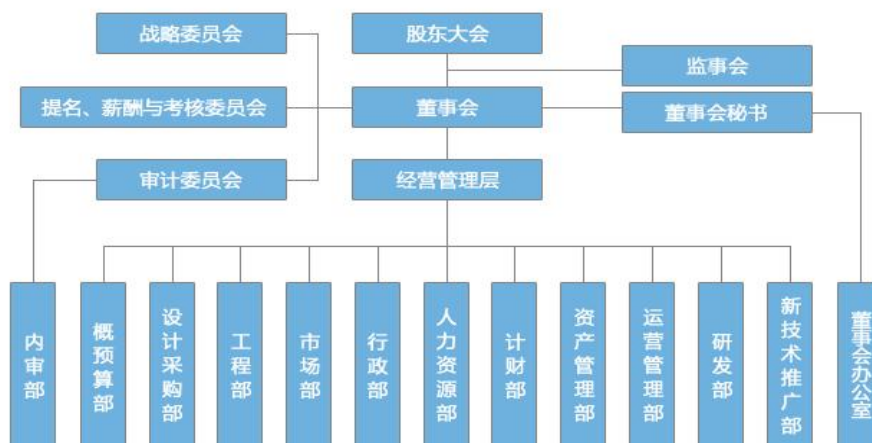 战略委员会
股东大会
监事会
提名、薪酬与考核委员会
董事会
董事会秘书
审计委员会
经营管理层
内审部
概预算部
设计采购部
工程部
市场部
行政部
人力资源部
计财部
资产管理部
运营管理部
研发部
新技术推广部
董事会办公室